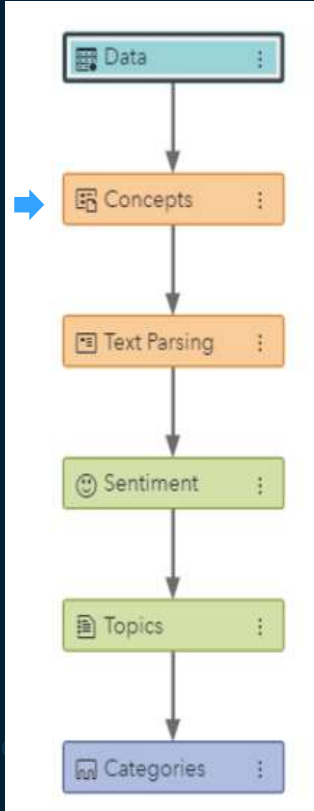 Data
Concepts
Text Parsing
Sentiment
Topics
Categories